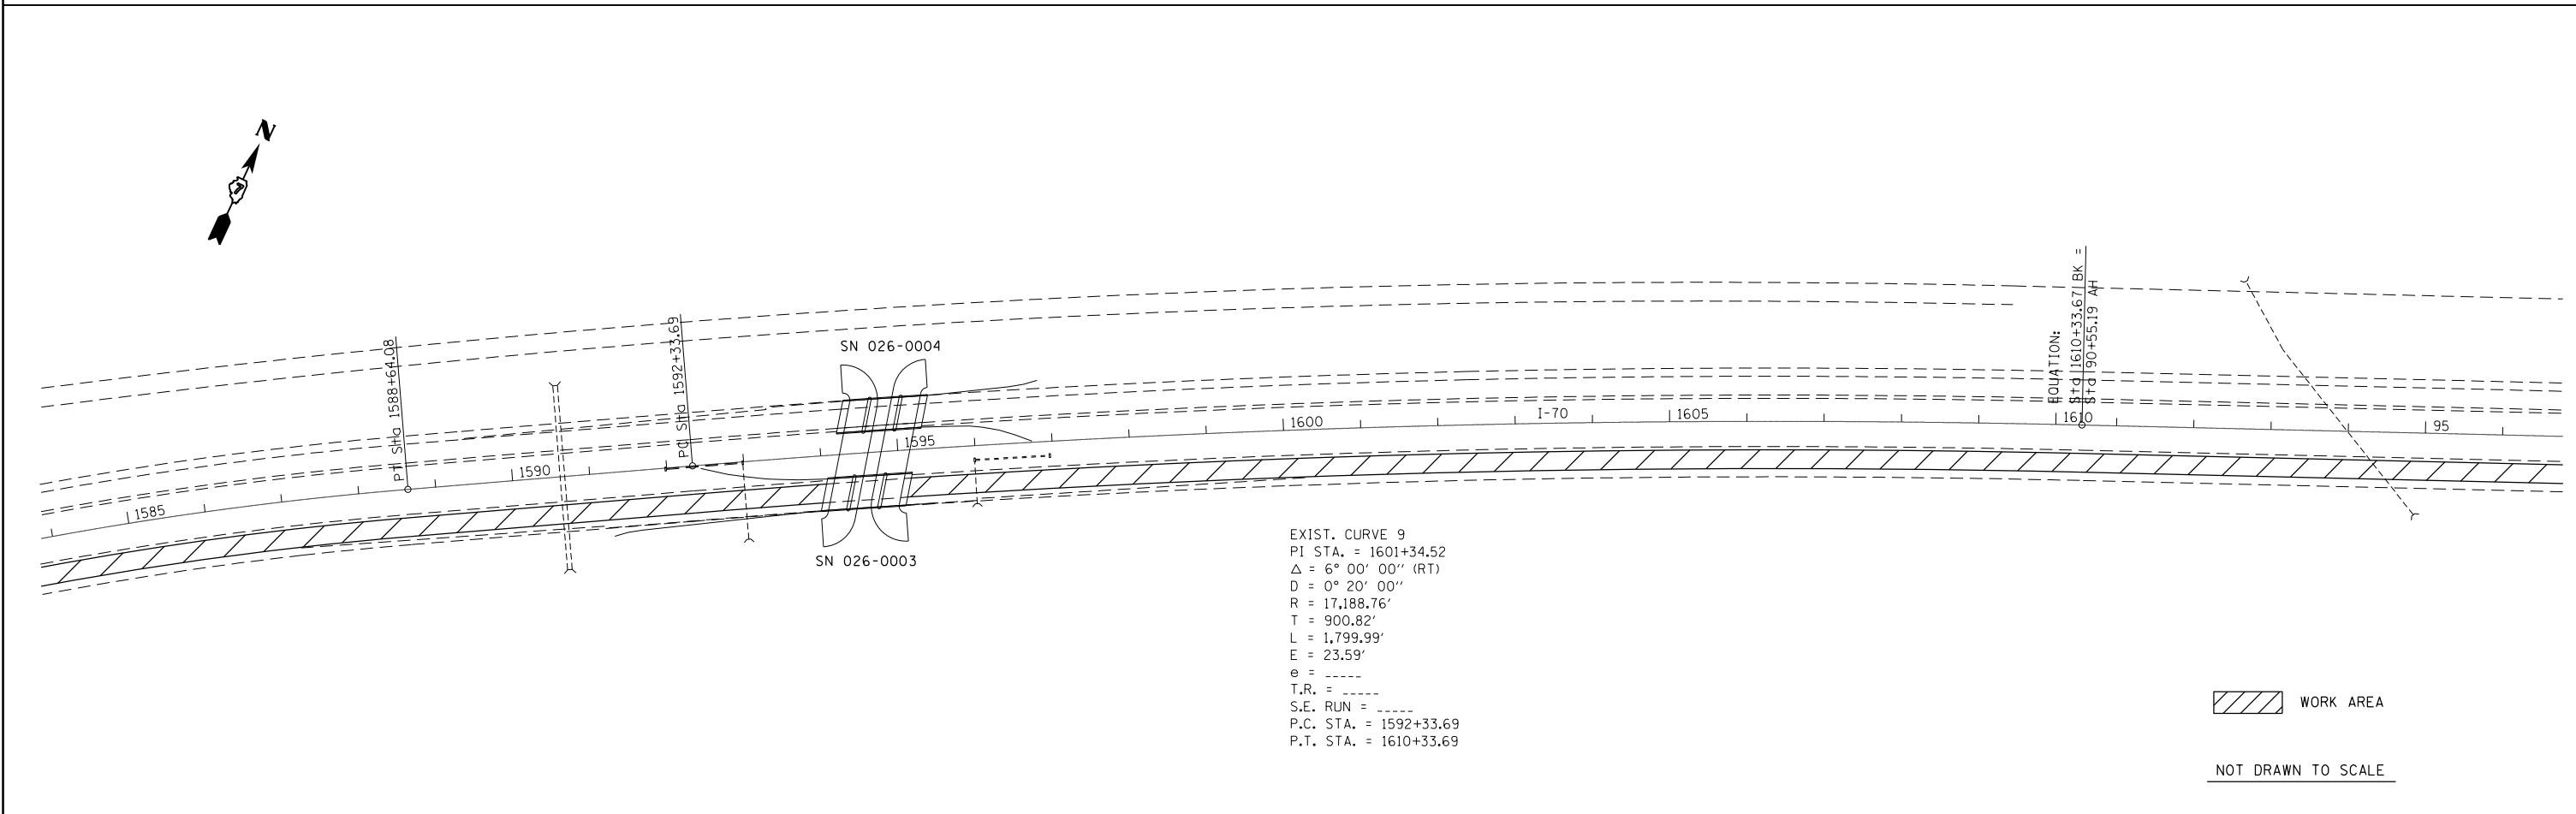 N
SN 026-0004
PT Sta 1588+64.08
PC Sta 1592+33.69
EQUATION:
Sta 1610+33.67 BK =
Sta 90+55.19 AH
1585
1590
1595
1600
I-70
1605
1610
95
SN 026-0003
EXIST. CURVE 9
PI STA. = 1601+34.52
Δ = 6° 00' 00'' (RT)
D = 0° 20' 00''
R = 17,188.76'
T = 900.82'
L = 1,799.99'
E = 23.59'
e = _____
T.R. = _____
S.E. RUN = _____
P.C. STA. = 1592+33.69
P.T. STA. = 1610+33.69
WORK AREA
NOT DRAWN TO SCALE